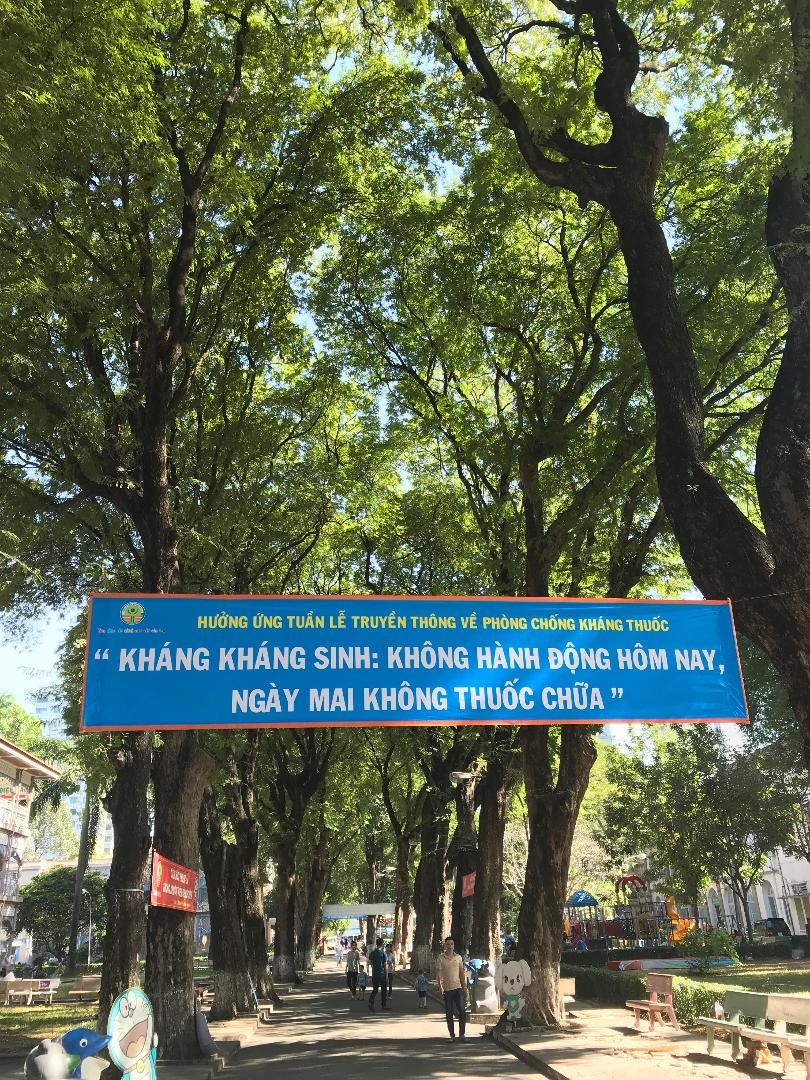 HƯỞNG ỨNG TUẦN LỄ TRUYỀN THÔNG VỀ PHÒNG CHỐNG KHÁNG THUỐC
“ KHÁNG KHÁNG SINH: KHÔNG HÀNH ĐỘNG HÔM NAY,
NGÀY MAI KHÔNG THUỐC CHỮA ”